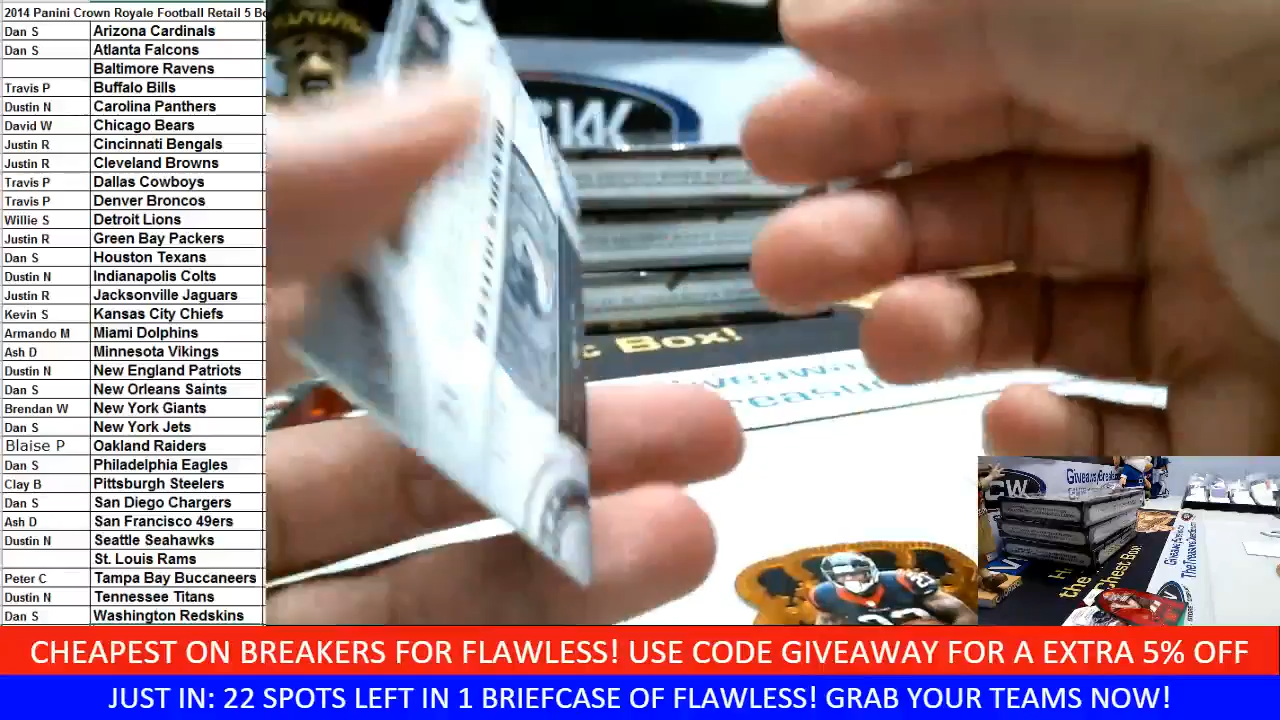 2014 Panini Crown Royale Football Retail 5 Bo
Dan S Arizona Cardinals
Dan S Atlanta Falcons
Baltimore Ravens
Travis P Buffalo Bills
Dustin N Carolina Panthers
David W Chicago Bears
Justin R Cincinnati Bengals
Justin R Cleveland Browns
Travis P Dallas Cowboys
Travis P Denver Broncos
Willie S Detroit Lions
Justin R Green Bay Packers
Dan S Houston Texans
Dustin N Indianapolis Colts
Justin R Jacksonville Jaguars
Kevin S Kansas City Chiefs
Armando M Miami Dolphins
Ash D Minnesota Vikings
Dustin N New England Patriots
Dan S New Orleans Saints
Brendan W New York Giants
Dan S New York Jets
Blaise P Oakland Raiders
Dan S Philadelphia Eagles
Clay B Pittsburgh Steelers
Dan S San Diego Chargers
Ash D San Francisco 49ers
Dustin N Seattle Seahawks
St. Louis Rams
Peter C Tampa Bay Buccaneers
Dustin N Tennessee Titans
Dan S Washington Redskins
CW
c Box!
CW
Chest Box!
CHEAPEST ON BREAKERS FOR FLAWLESS! USE CODE GIVEAWAY FOR A EXTRA 5% OFF
JUST IN: 22 SPOTS LEFT IN 1 BRIEFCASE OF FLAWLESS! GRAB YOUR TEAMS NOW!